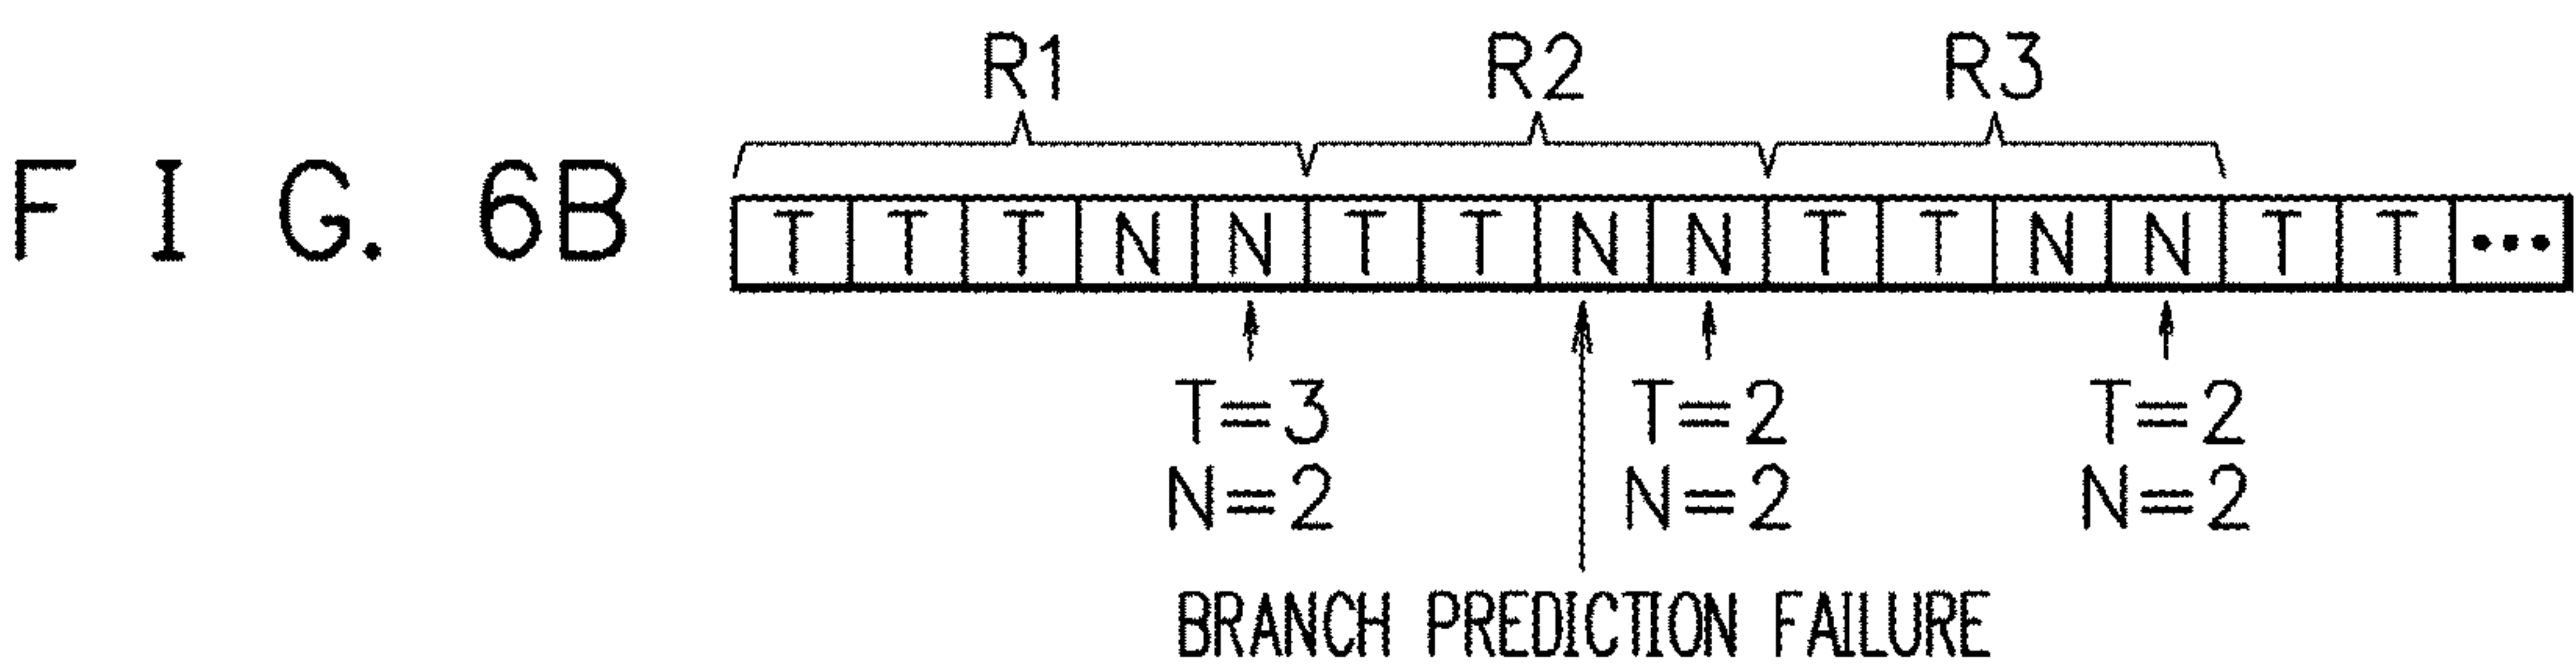 R1 R2 R3
F I G. 6B
T T T N N T T N N T T N N T T •••
T=3 T=2 T=2
N=2 N=2 N=2
BRANCH PREDICTION FAILURE